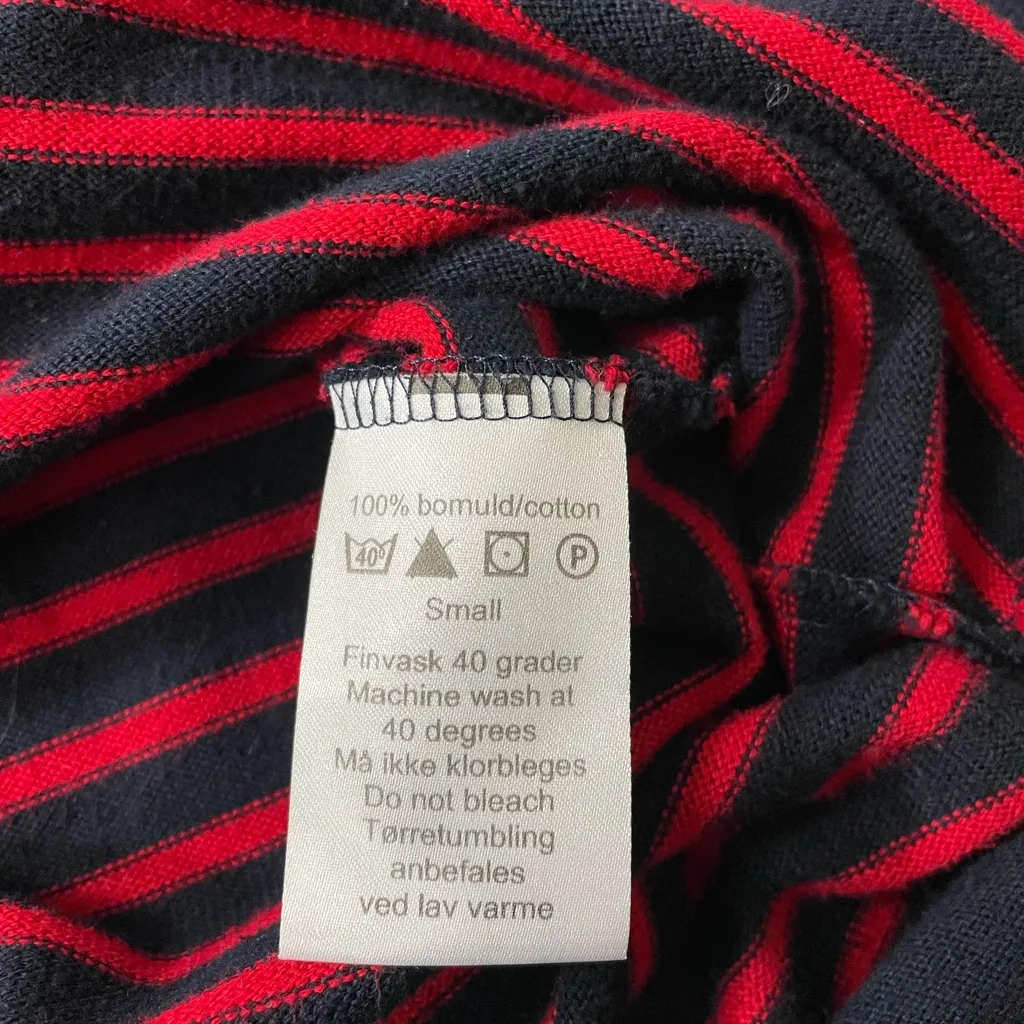 100% bomuld/cotton
40° P
Small
Finvask 40 grader
Machine wash at
40 degrees
Må ikke klorbleges
Do not bleach
Tørretumbling
anbefales
ved lav varme